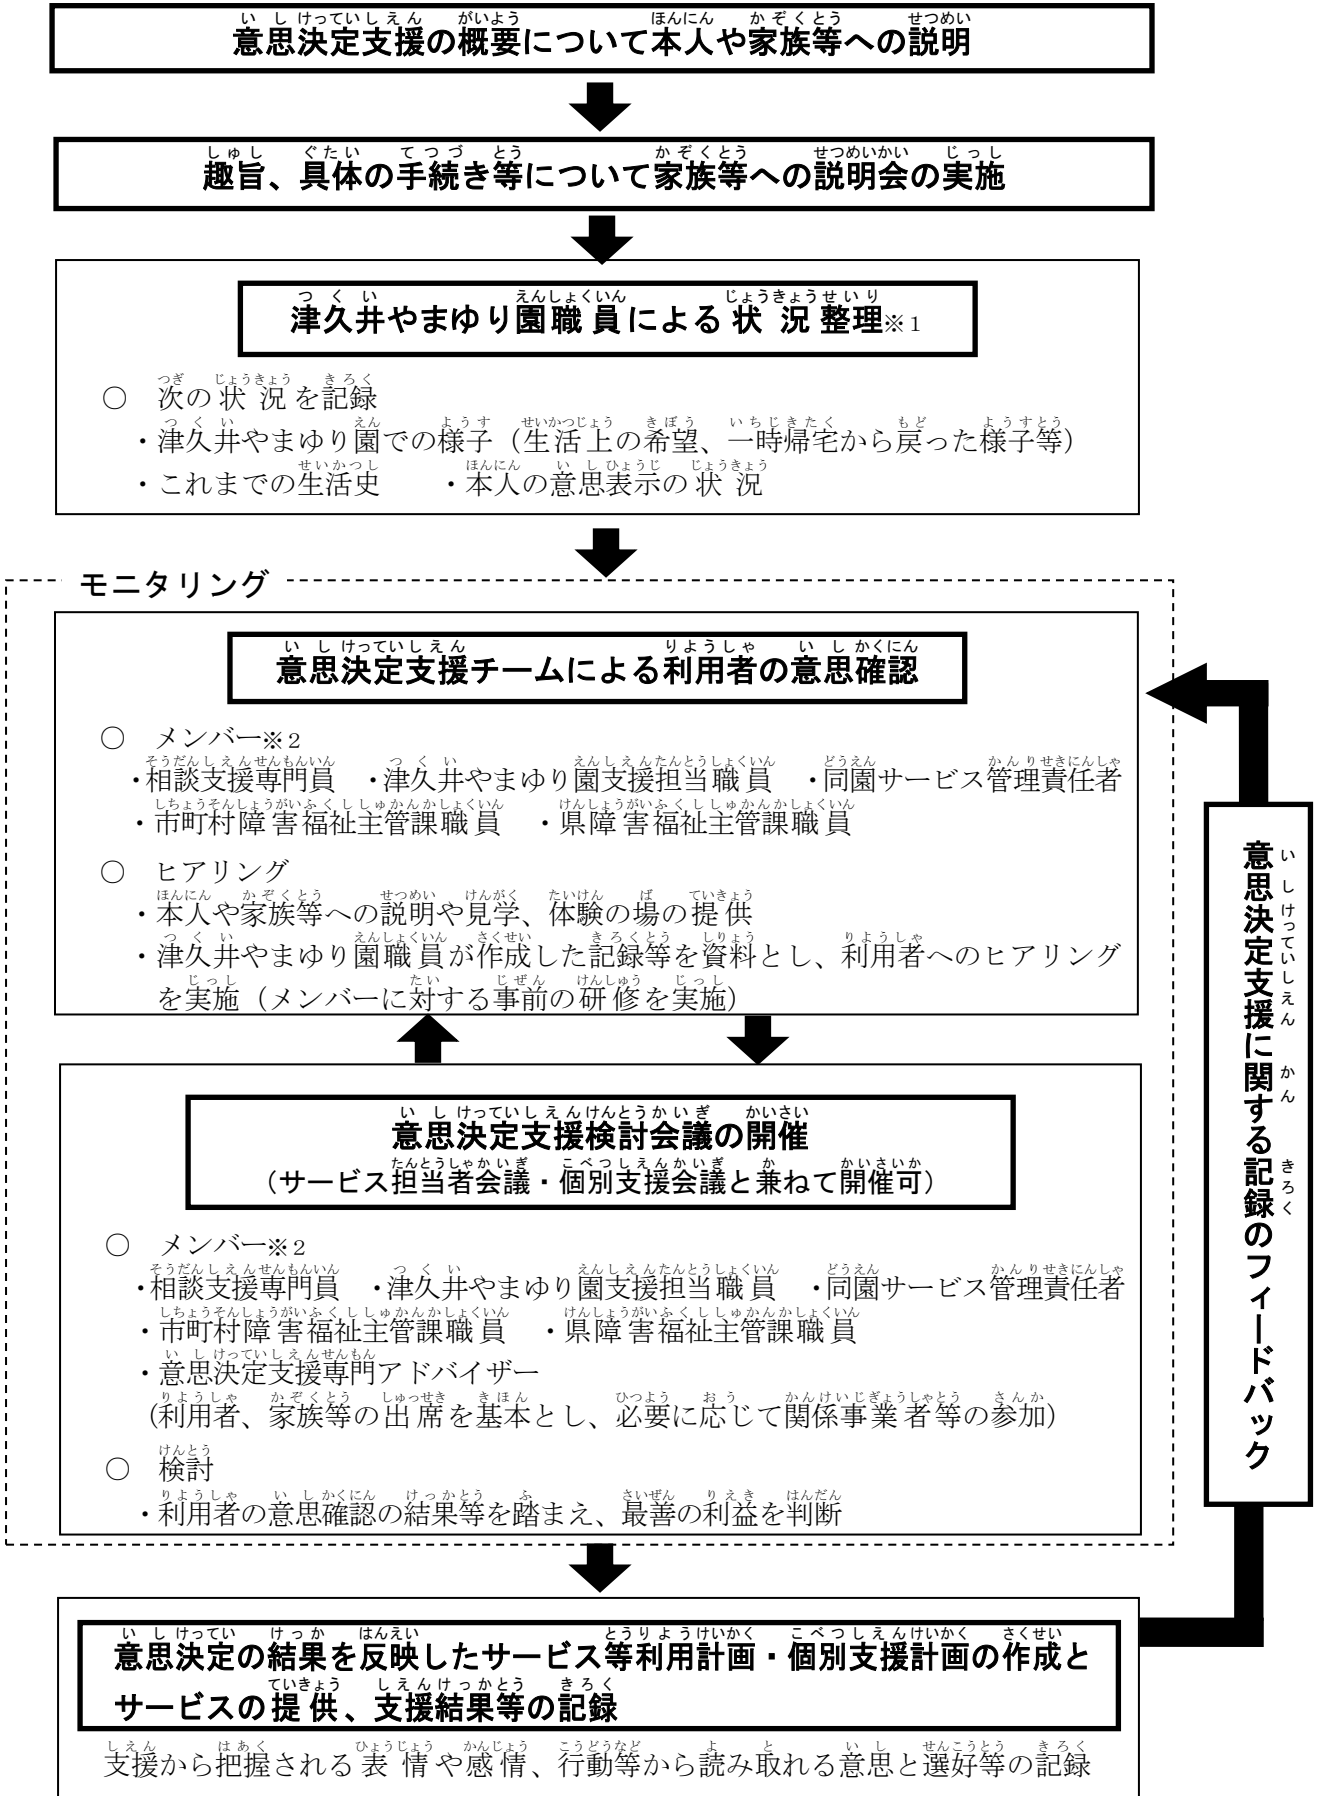 意思決定支援の概要について本人や家族等への説明
趣旨、具体の手続き等について家族等への説明会の実施
津久井やまゆり園職員による状況整理※1
○ 次の状況を記録
・津久井やまゆり園での様子（生活上の希望、一時帰宅から戻った様子等）
・これまでの生活史 ・本人の意思表示の状況
モニタリング
意思決定支援チームによる利用者の意思確認
○ メンバー※2
・相談支援専門員 ・津久井やまゆり園支援担当職員 ・同園サービス管理責任者
・市町村障害福祉主管課職員 ・県障害福祉主管課職員
○ ヒアリング
・本人や家族等への説明や見学、体験の場の提供
・津久井やまゆり園職員が作成した記録等を資料とし、利用者へのヒアリング
を実施（メンバーに対する事前の研修を実施）
意思決定支援検討会議の開催
（サービス担当者会議・個別支援会議と兼ねて開催可）
○ メンバー※2
・相談支援専門員 ・津久井やまゆり園支援担当職員 ・同園サービス管理責任者
・市町村障害福祉主管課職員 ・県障害福祉主管課職員
・意思決定支援専門アドバイザー
（利用者、家族等の出席を基本とし、必要に応じて関係事業者等の参加）
○ 検討
・利用者の意思確認の結果等を踏まえ、最善の利益を判断
意思決定の結果を反映したサービス等利用計画・個別支援計画の作成と
サービスの提供、支援結果等の記録
支援から把握される表情や感情、行動等から読み取れる意思と選好等の記録
意思決定支援に関する記録のフィードバック